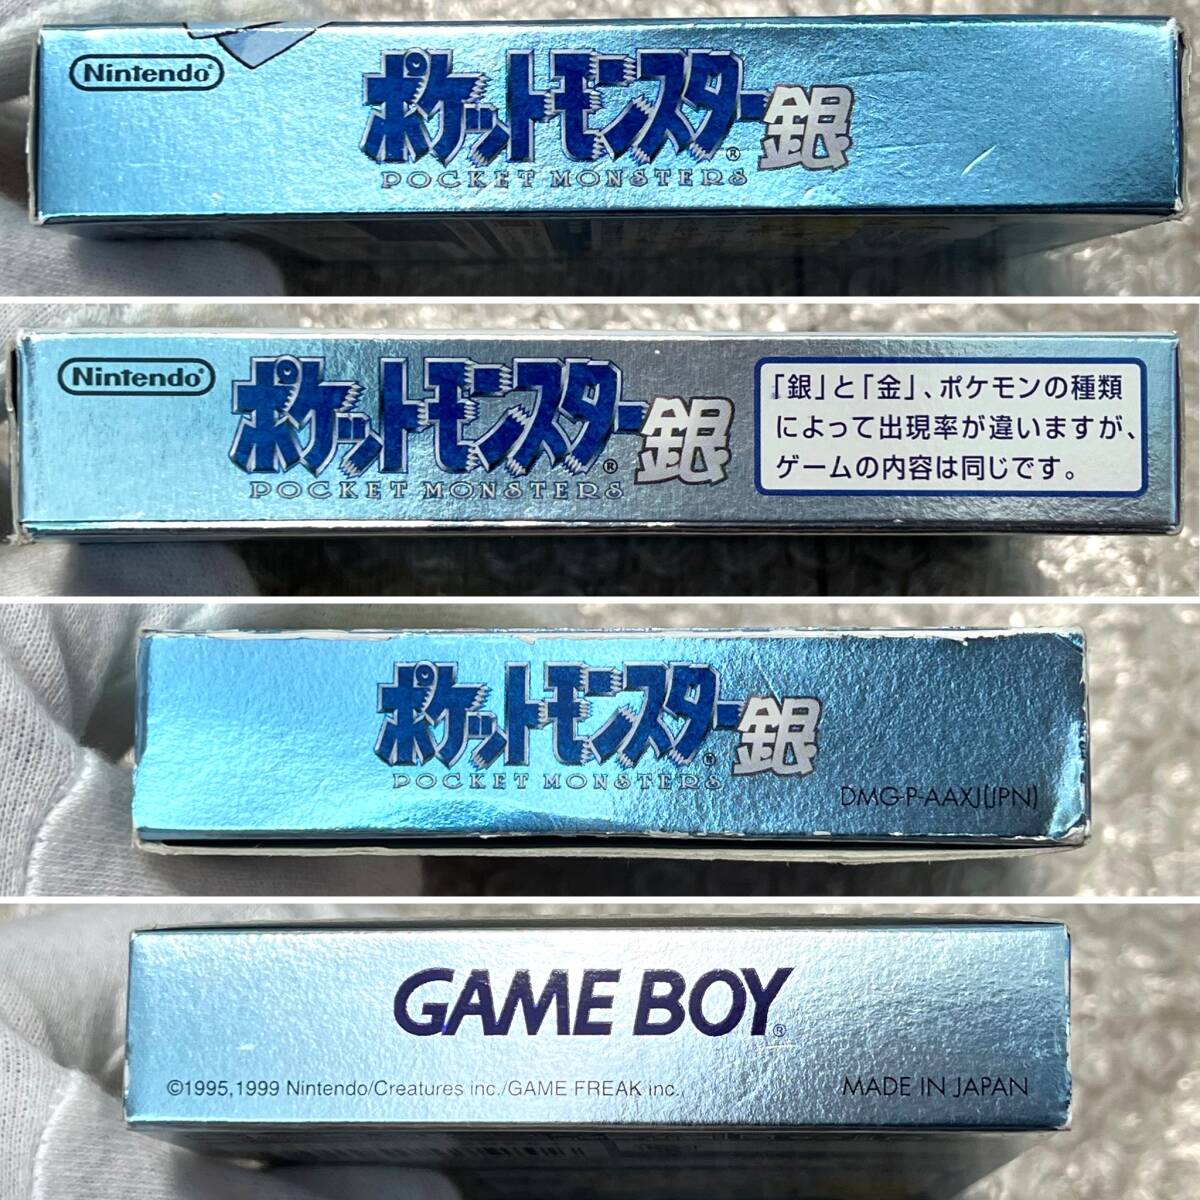 Nintendo
ポケットモンスター銀
®
POCKET MONSTERS
Nintendo
ポケットモンスター銀
®
POCKET MONSTERS
「銀」と「金」、ポケモンの種類
によって出現率が違いますが、
ゲームの内容は同じです。
ポケットモンスター銀
®
POCKET MONSTERS
DMG-P-AAXJ(JPN)
GAME BOY®
©1995,1999 Nintendo/Creatures inc./GAME FREAK inc.
MADE IN JAPAN